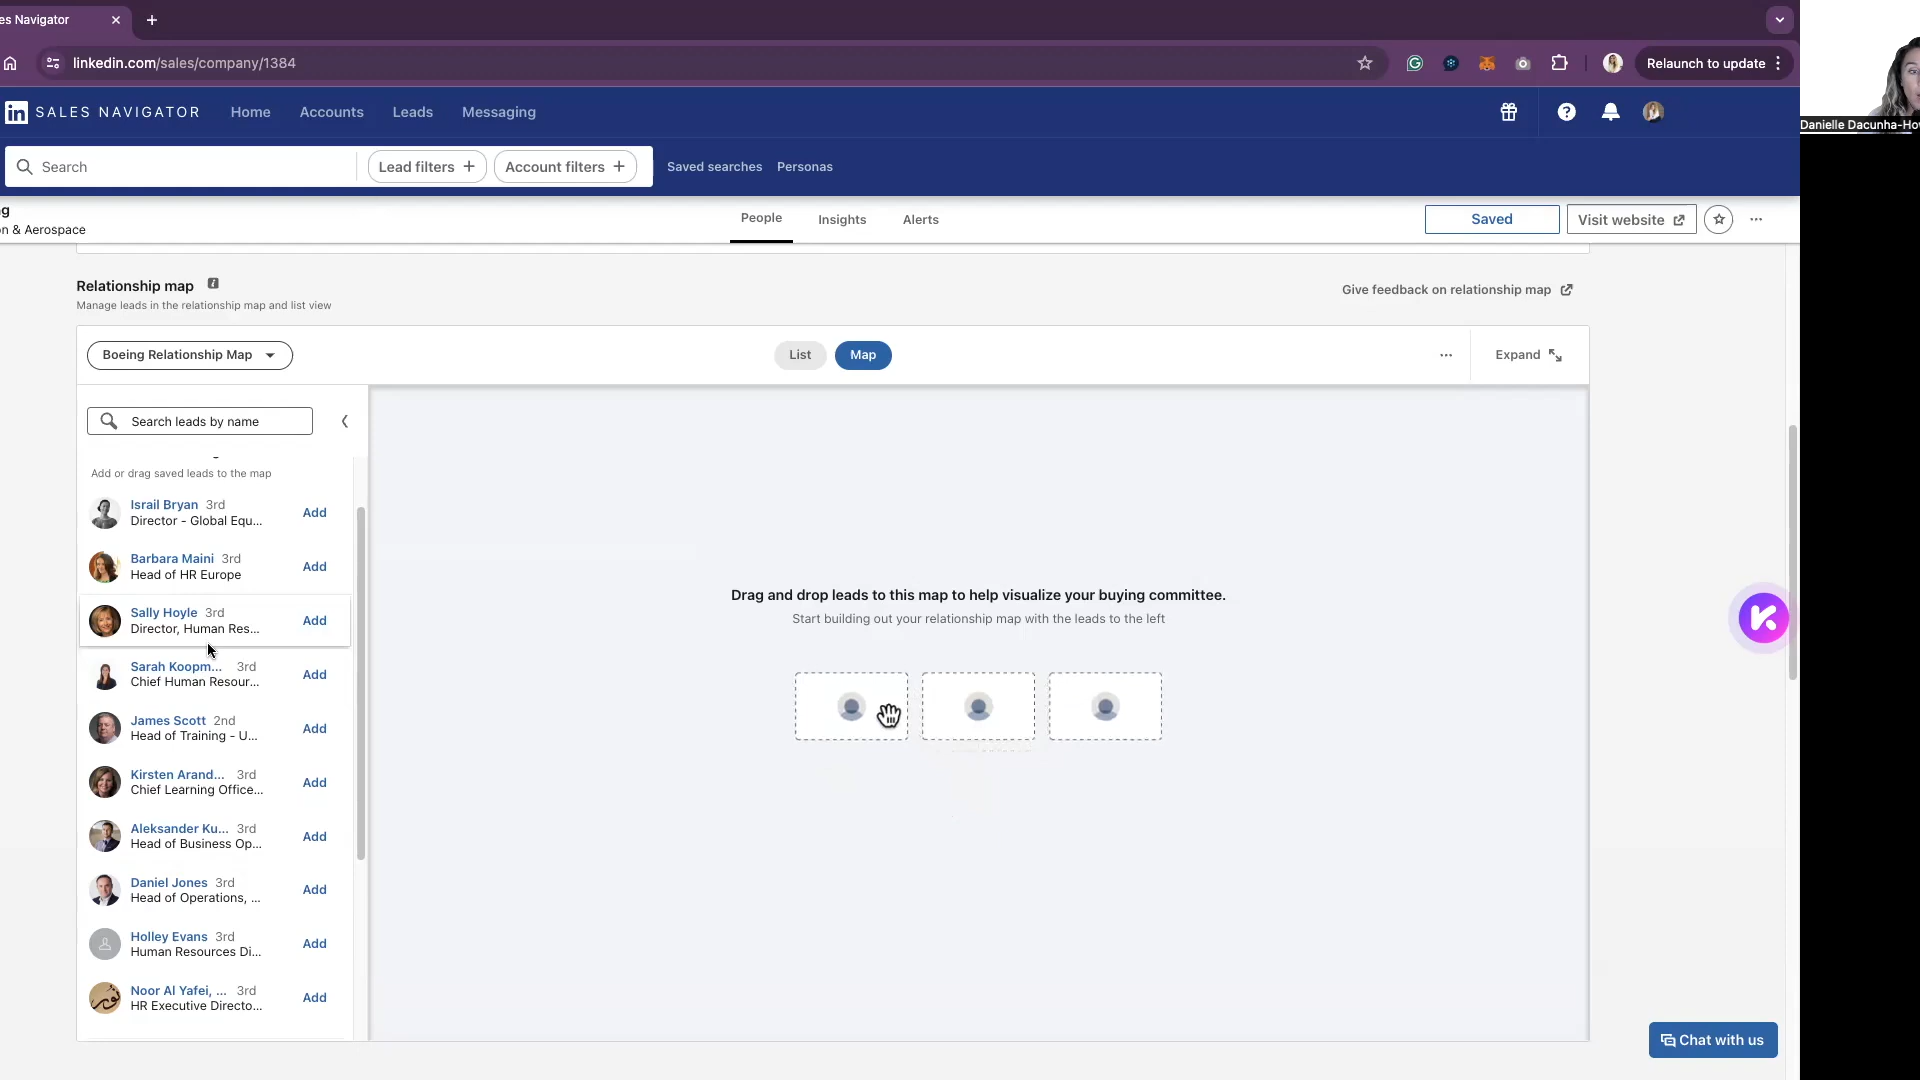 es Navigator
linkedin.com/sales/company/1384
Relaunch to update
in SALES NAVIGATOR
Home
Accounts
Leads
Messaging
Danielle Dacunha-Ho
Search
Lead filters +
Account filters +
Saved searches
Personas
g
n & Aerospace
People
Insights
Alerts
Saved
Visit website
Relationship map
Manage leads in the relationship map and list view
Give feedback on relationship map
Boeing Relationship Map
List
Map
Expand
Search leads by name
Add or drag saved leads to the map
Israil Bryan 3rd
Director - Global Equ...
Add
Barbara Maini 3rd
Head of HR Europe
Add
Sally Hoyle 3rd
Director, Human Res...
Add
Sarah Koopm... 3rd
Chief Human Resour...
Add
James Scott 2nd
Head of Training - U...
Add
Kirsten Arand... 3rd
Chief Learning Office...
Add
Aleksander Ku... 3rd
Head of Business Op...
Add
Daniel Jones 3rd
Head of Operations, ...
Add
Holley Evans 3rd
Human Resources Di...
Add
Noor Al Yafei, ... 3rd
HR Executive Directo...
Add
Drag and drop leads to this map to help visualize your buying committee.
Start building out your relationship map with the leads to the left
Chat with us